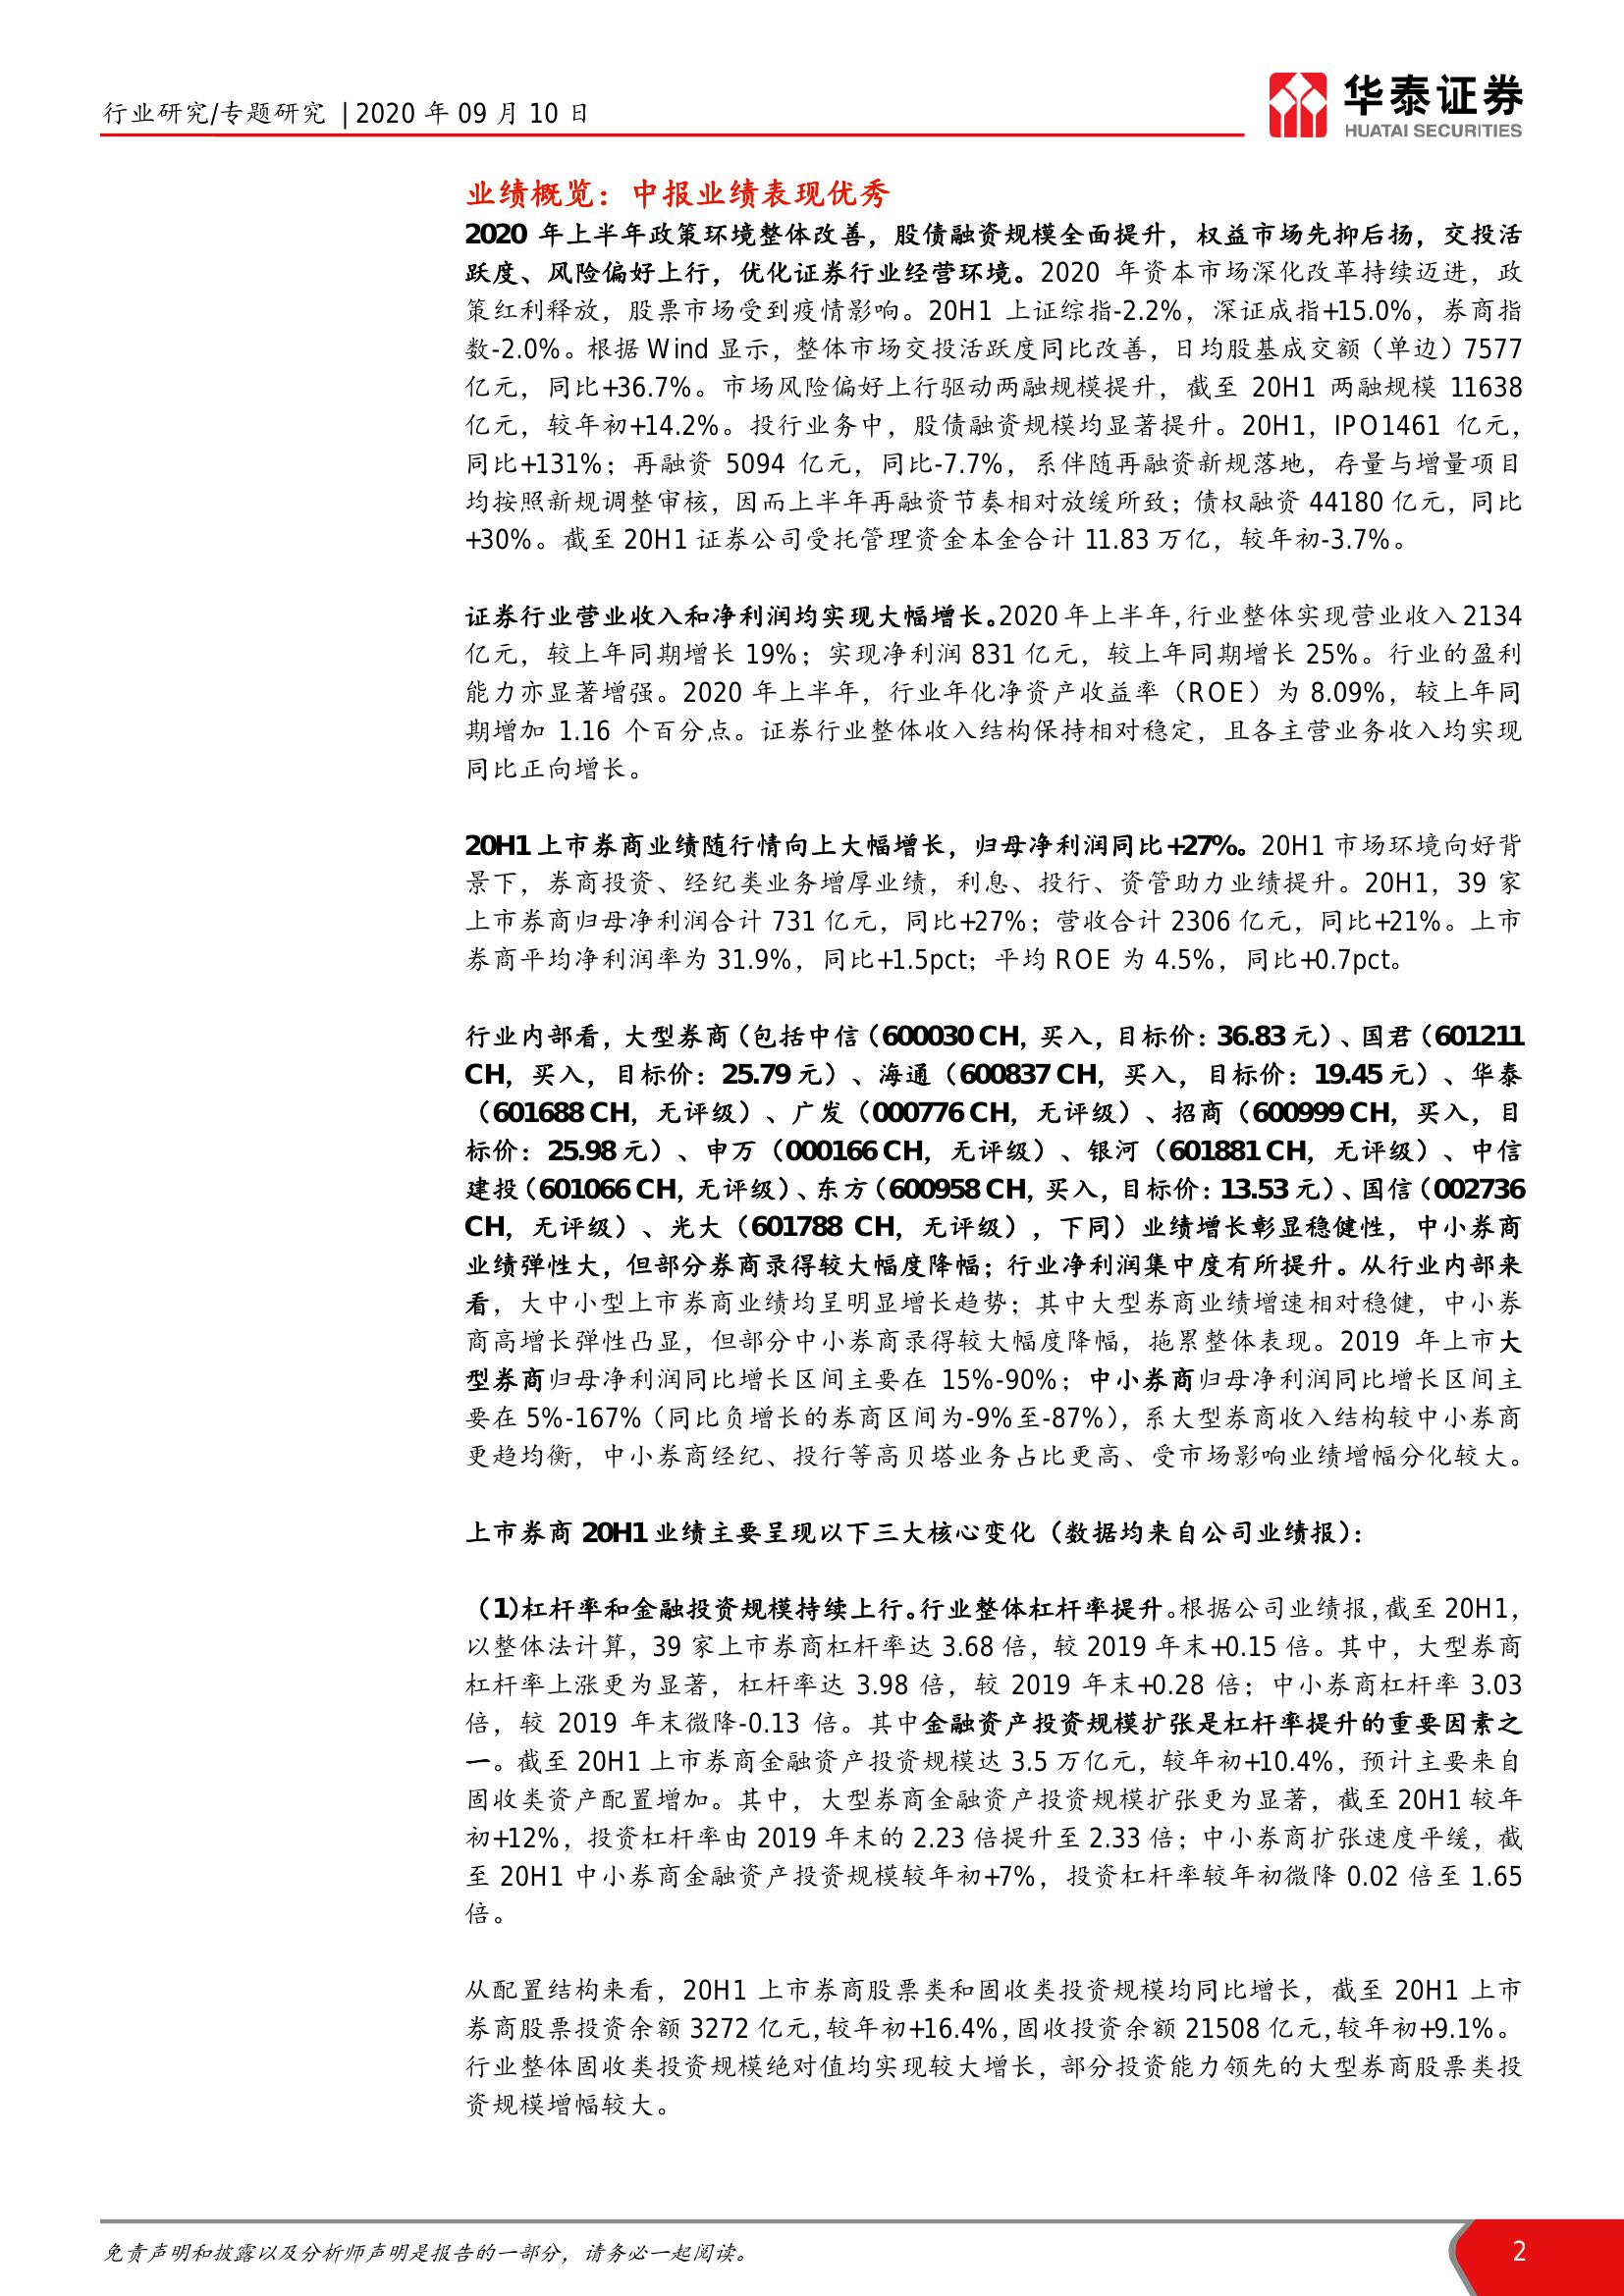 行业研究/专题研究 | 2020 年 09 月 10 日
华泰证券
HUATAI SECURITIES
业绩概览：中报业绩表现优秀
2020 年上半年政策环境整体改善，股债融资规模全面提升，权益市场先抑后扬，交投活
跃度、风险偏好上行，优化证券行业经营环境。2020 年资本市场深化改革持续迈进，政
策红利释放，股票市场受到疫情影响。20H1 上证综指-2.2%，深证成指+15.0%，券商指
数-2.0%。根据 Wind 显示，整体市场交投活跃度同比改善，日均股基成交额（单边）7577
亿元，同比+36.7%。市场风险偏好上行驱动两融规模提升，截至 20H1 两融规模 11638
亿元，较年初+14.2%。投行业务中，股债融资规模均显著提升。20H1，IPO1461 亿元，
同比+131%；再融资 5094 亿元，同比-7.7%，系伴随再融资新规落地，存量与增量项目
均按照新规调整审核，因而上半年再融资节奏相对放缓所致；债权融资 44180 亿元，同比
+30%。截至 20H1 证券公司受托管理资金本金合计 11.83 万亿，较年初-3.7%。
证券行业营业收入和净利润均实现大幅增长。2020 年上半年，行业整体实现营业收入 2134
亿元，较上年同期增长 19%；实现净利润 831 亿元，较上年同期增长 25%。行业的盈利
能力亦显著增强。2020 年上半年，行业年化净资产收益率（ROE）为 8.09%，较上年同
期增加 1.16 个百分点。证券行业整体收入结构保持相对稳定，且各主营业务收入均实现
同比正向增长。
20H1 上市券商业绩随行情向上大幅增长，归母净利润同比+27%。20H1 市场环境向好背
景下，券商投资、经纪类业务增厚业绩，利息、投行、资管助力业绩提升。20H1，39 家
上市券商归母净利润合计 731 亿元，同比+27%；营收合计 2306 亿元，同比+21%。上市
券商平均净利润率为 31.9%，同比+1.5pct；平均 ROE 为 4.5%，同比+0.7pct。
行业内部看，大型券商（包括中信（600030 CH，买入，目标价：36.83 元）、国君（601211
CH，买入，目标价：25.79 元）、海通（600837 CH，买入，目标价：19.45 元）、华泰
（601688 CH，无评级）、广发（000776 CH，无评级）、招商（600999 CH，买入，目
标价：25.98 元）、申万（000166 CH，无评级）、银河（601881 CH，无评级）、中信
建投（601066 CH，无评级）、东方（600958 CH，买入，目标价：13.53 元）、国信（002736
CH，无评级）、光大（601788 CH，无评级），下同）业绩增长彰显稳健性，中小券商
业绩弹性大，但部分券商录得较大幅度降幅；行业净利润集中度有所提升。从行业内部来
看，大中小型上市券商业绩均呈明显增长趋势；其中大型券商业绩增速相对稳健，中小券
商高增长弹性凸显，但部分中小券商录得较大幅度降幅，拖累整体表现。2019 年上市大
型券商归母净利润同比增长区间主要在 15%-90%；中小券商归母净利润同比增长区间主
要在 5%-167%（同比负增长的券商区间为-9%至-87%），系大型券商收入结构较中小券商
更趋均衡，中小券商经纪、投行等高贝塔业务占比更高、受市场影响业绩增幅分化较大。
上市券商 20H1 业绩主要呈现以下三大核心变化（数据均来自公司业绩报）：
（1）杠杆率和金融投资规模持续上行。行业整体杠杆率提升。根据公司业绩报，截至 20H1，
以整体法计算，39 家上市券商杠杆率达 3.68 倍，较 2019 年末+0.15 倍。其中，大型券商
杠杆率上涨更为显著，杠杆率达 3.98 倍，较 2019 年末+0.28 倍；中小券商杠杆率 3.03
倍，较 2019 年末微降-0.13 倍。其中金融资产投资规模扩张是杠杆率提升的重要因素之
一。截至 20H1 上市券商金融资产投资规模达 3.5 万亿元，较年初+10.4%，预计主要来自
固收类资产配置增加。其中，大型券商金融资产投资规模扩张更为显著，截至 20H1 较年
初+12%，投资杠杆率由 2019 年末的 2.23 倍提升至 2.33 倍；中小券商扩张速度平缓，截
至 20H1 中小券商金融资产投资规模较年初+7%，投资杠杆率较年初微降 0.02 倍至 1.65
倍。
从配置结构来看，20H1 上市券商股票类和固收类投资规模均同比增长，截至 20H1 上市
券商股票投资余额 3272 亿元，较年初+16.4%，固收投资余额 21508 亿元，较年初+9.1%。
行业整体固收类投资规模绝对值均实现较大增长，部分投资能力领先的大型券商股票类投
资规模增幅较大。
免责声明和披露以及分析师声明是报告的一部分，请务必一起阅读。
2